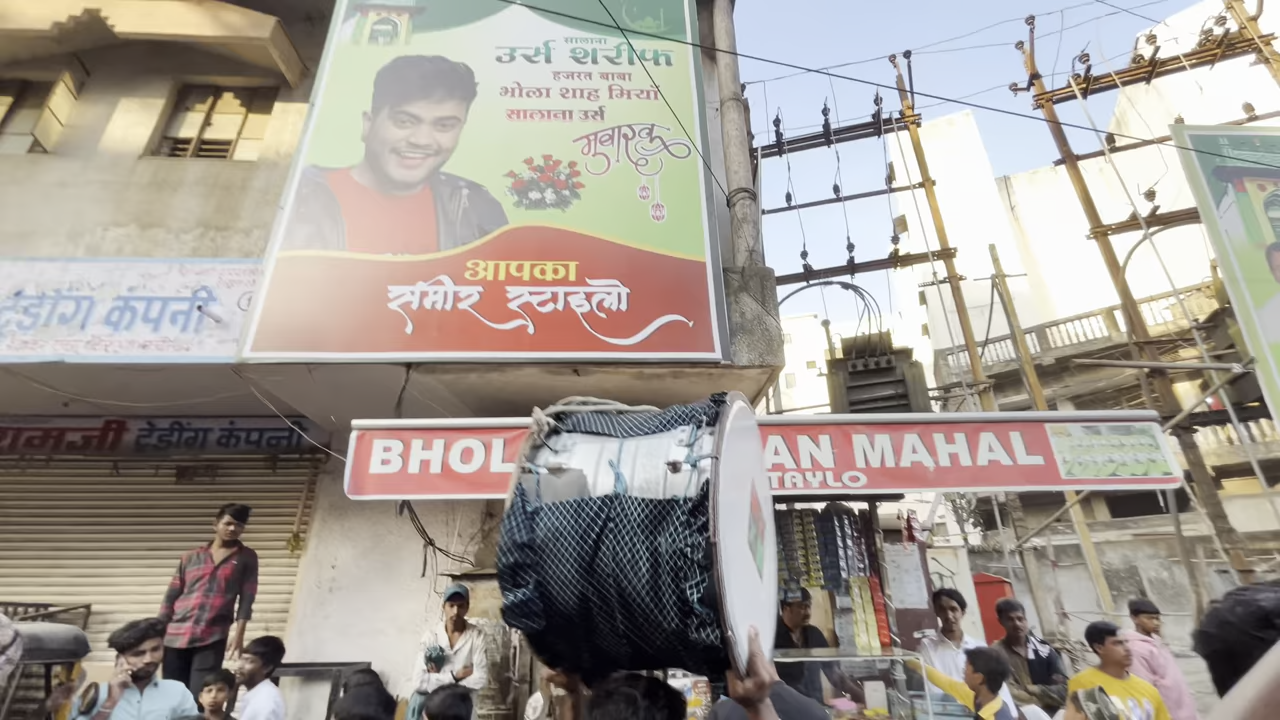 सालाना
उर्स शरीफ
हजरत बाबा
भोला शाह मियाँ
सालाना उर्स
मुबारक
आपका
समीर स्टाइलो
ट्रेडींग कंपनी
रामजी ट्रेडींग कंपनी
BHOL
AN MAHAL
TAYLO